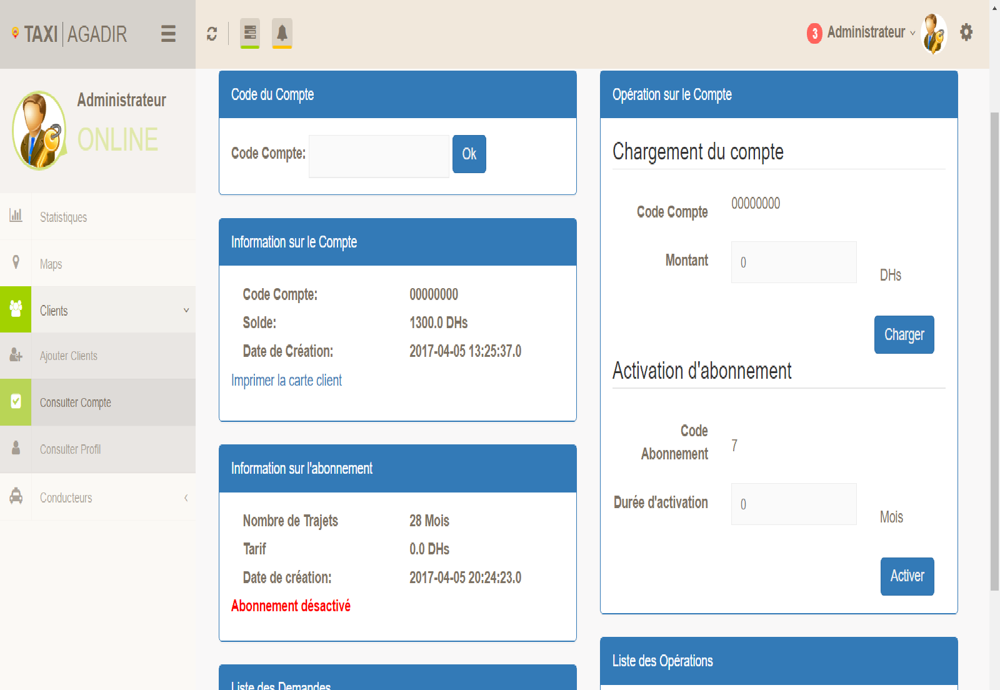 TAXI AGADIR
3 Administrateur
Administrateur
ONLINE
Statistiques
Maps
Clients
Ajouter Clients
Consulter Compte
Consulter Profil
Conducteurs
Code du Compte
Code Compte:
Ok
Information sur le Compte
Code Compte: 00000000
Solde: 1300.0 DHs
Date de Création: 2017-04-05 13:25:37.0
Imprimer la carte client
Information sur l'abonnement
Nombre de Trajets 28 Mois
Tarif 0.0 DHs
Date de création: 2017-04-05 20:24:23.0
Abonnement désactivé
Liste des Demandes
Opération sur le Compte
Chargement du compte
Code Compte 00000000
Montant 0 DHs
Charger
Activation d'abonnement
Code
Abonnement 7
Durée d'activation 0 Mois
Activer
Liste des Opérations